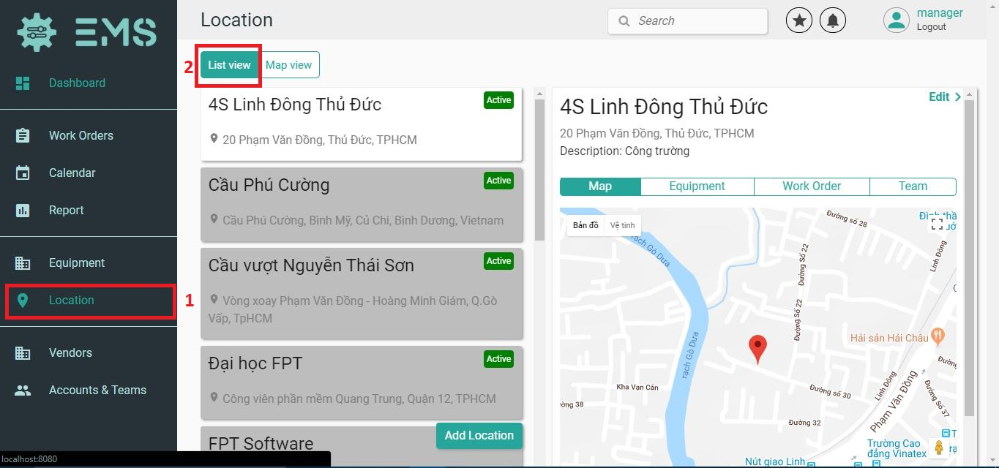 EMS
Location
Search
manager
Logout
Dashboard
Work Orders
Calendar
Report
Equipment
Location
1
Vendors
Accounts & Teams
localhost:8080
2
List view
Map view
4S Linh Đông Thủ Đức
Active
20 Phạm Văn Đồng, Thủ Đức, TPHCM
Cầu Phú Cường
Active
Cầu Phú Cường, Bình Mỹ, Củ Chi, Bình Dương, Vietnam
Cầu vượt Nguyễn Thái Sơn
Active
Vòng xoay Phạm Văn Đồng - Hoàng Minh Giám, Q.Gò
Vấp, TpHCM
Đại học FPT
Active
Công viên phần mềm Quang Trung, Quận 12, TPHCM
FPT Software
Add Location
Edit
4S Linh Đông Thủ Đức
20 Phạm Văn Đồng, Thủ Đức, TPHCM
Description: Công trường
Map
Equipment
Work Order
Team
Bản đồ
Vệ tinh
rạch Gò Dưa
Đường số 28
Linh Đông
Đường số 22
Đường Số 22
rạch Gò Dưa
Hải sản Hải Châu
Kha Vạn Cân
Đường số 30
Linh Đông
Phạm Văn Đồng
Đường Số 37
Đường 32
Trường Cao
đẳng Vinatex
Nút giao Linh